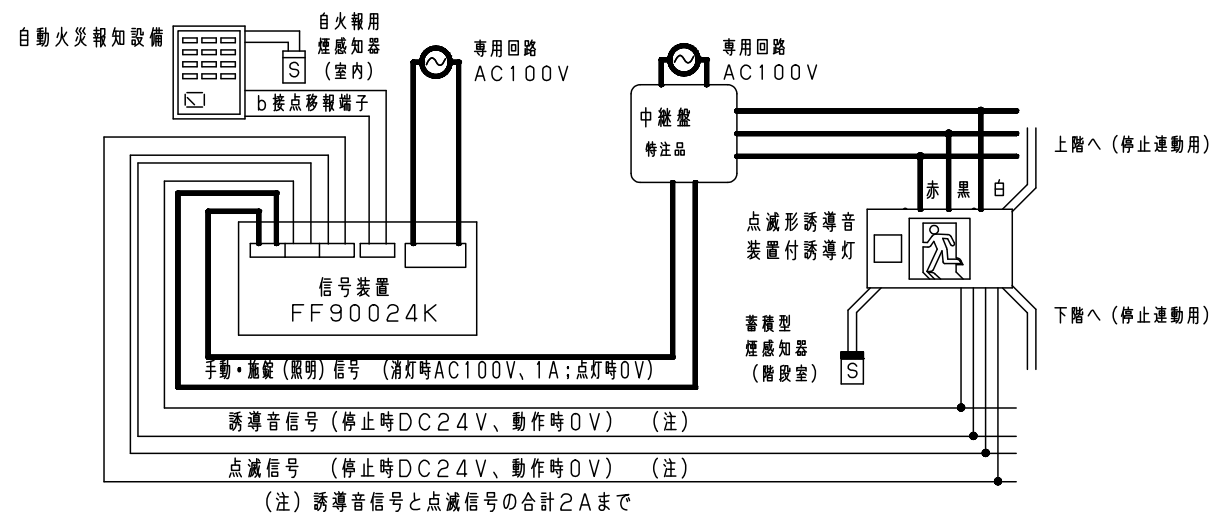 自動火災報知設備
自火報用
煙感知器
(室内)
S
b接点移報端子
専用回路
AC100V
専用回路
AC100V
中継盤
特注品
上階へ(停止連動用)
赤 黒 白
点滅形誘導音
装置付誘導灯
信号装置
FF90024K
下階へ(停止連動用)
蓄積型
煙感知器
(階段室)
S
手動・施錠(照明)信号 (消灯時AC100V、1A;点灯時0V)
誘導音信号(停止時DC24V、動作時0V) (注)
点滅信号 (停止時DC24V、動作時0V) (注)
(注)誘導音信号と点滅信号の合計2Aまで